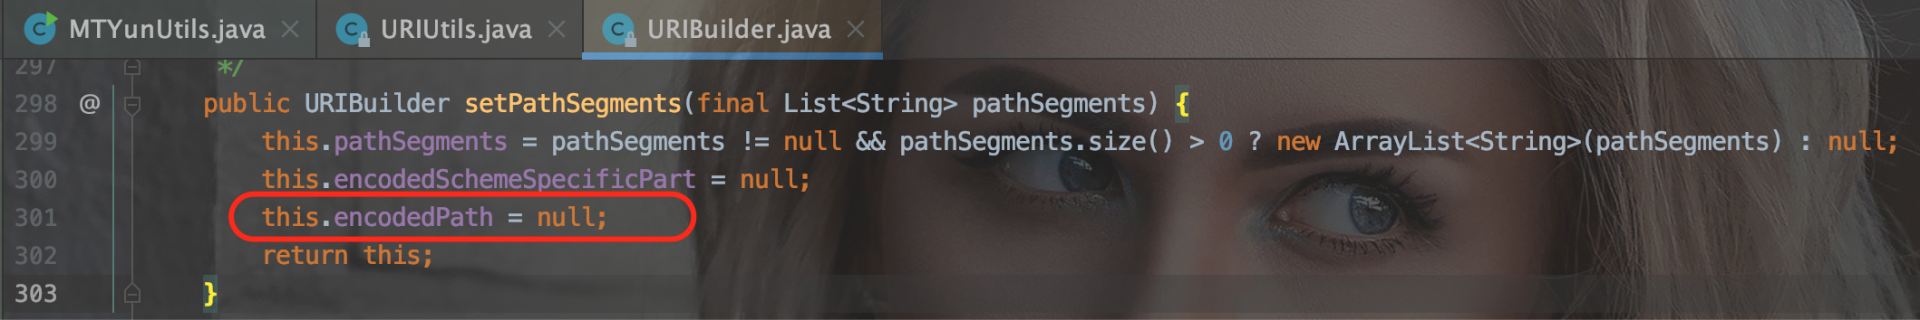 MTYunUtils.java URIUtils.java URIBuilder.java
297 */
298 @ public URIBuilder setPathSegments(final List<String> pathSegments) {
299 this.pathSegments = pathSegments != null && pathSegments.size() > 0 ? new ArrayList<String>(pathSegments) : null;
300 this.encodedSchemeSpecificPart = null;
301 this.encodedPath = null;
302 return this;
303 }